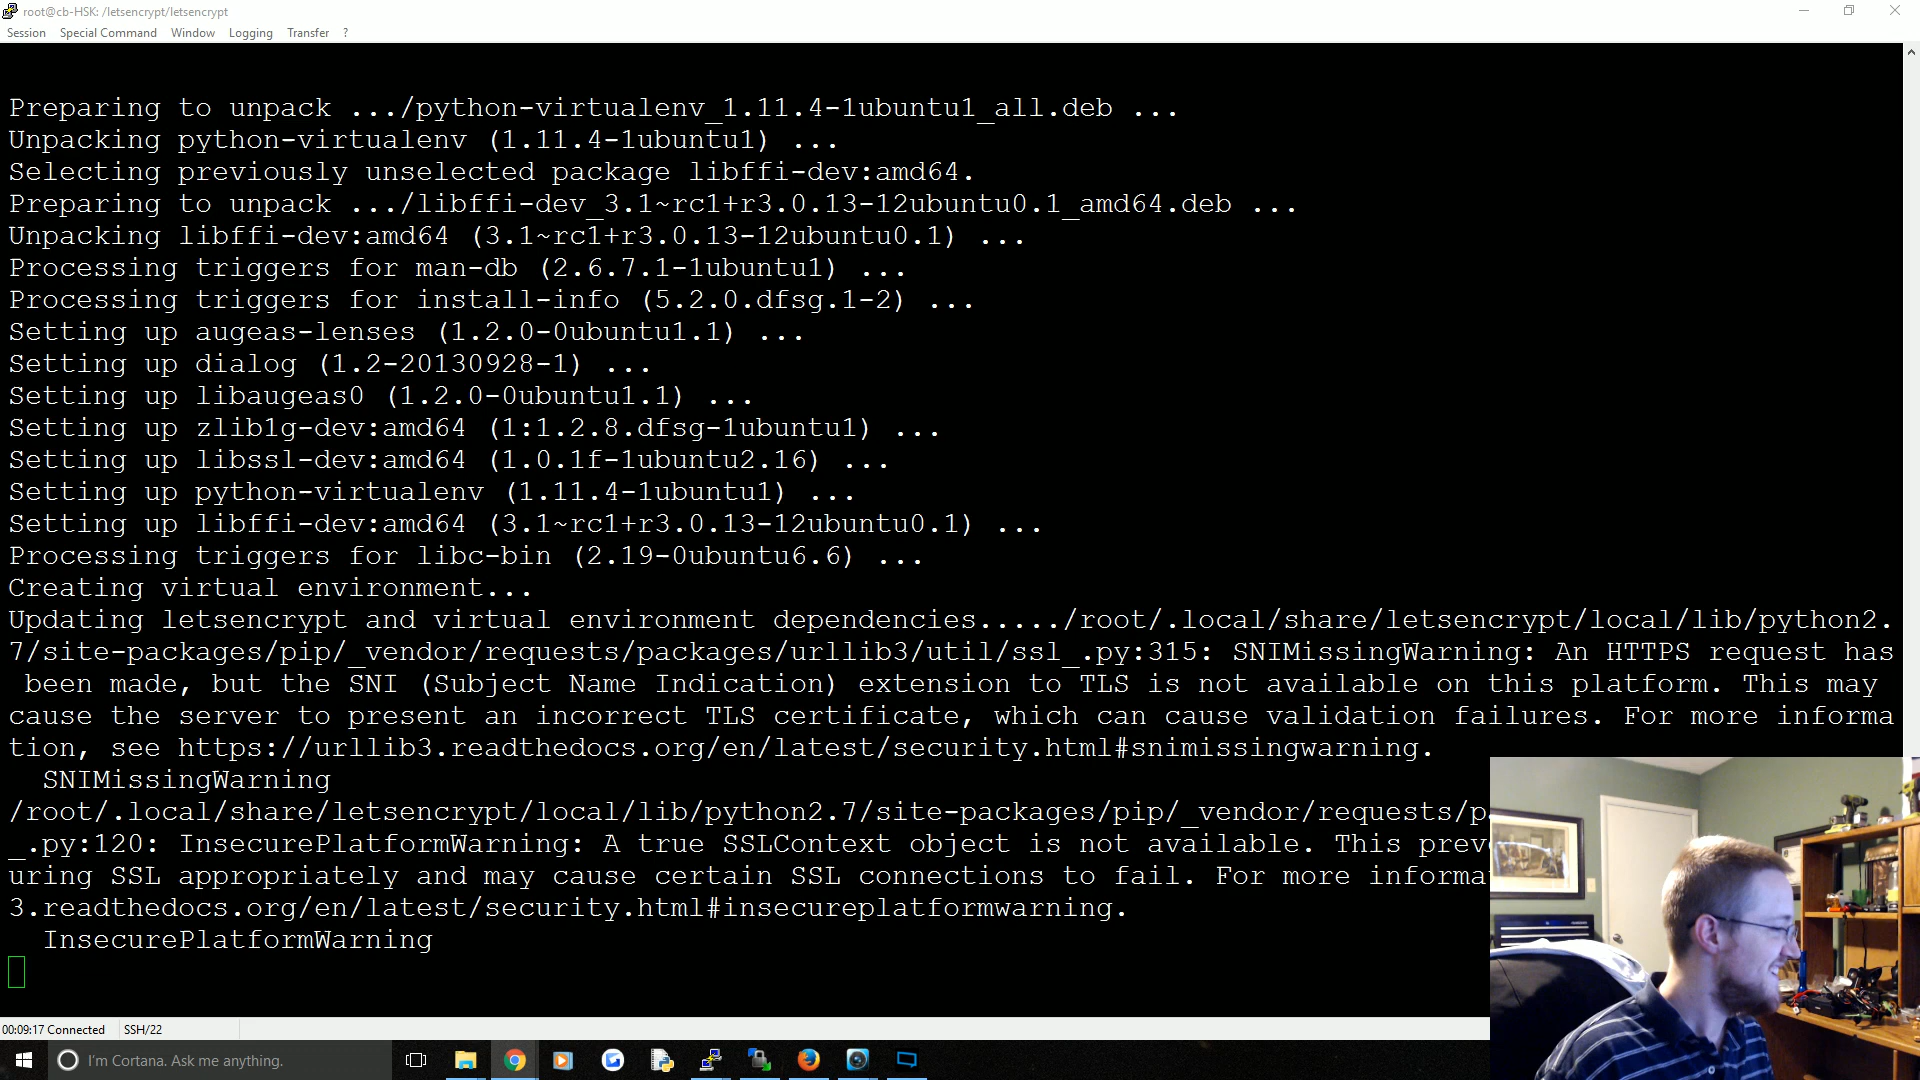 root@cb-HSK: /letsencrypt/letsencrypt
Session Special Command Window Logging Transfer ?
Preparing to unpack .../python-virtualenv_1.11.4-1ubuntu1_all.deb ...
Unpacking python-virtualenv (1.11.4-1ubuntu1) ...
Selecting previously unselected package libffi-dev:amd64.
Preparing to unpack .../libffi-dev_3.1~rc1+r3.0.13-12ubuntu0.1_amd64.deb ...
Unpacking libffi-dev:amd64 (3.1~rc1+r3.0.13-12ubuntu0.1) ...
Processing triggers for man-db (2.6.7.1-1ubuntu1) ...
Processing triggers for install-info (5.2.0.dfsg.1-2) ...
Setting up augeas-lenses (1.2.0-0ubuntu1.1) ...
Setting up dialog (1.2-20130928-1) ...
Setting up libaugeas0 (1.2.0-0ubuntu1.1) ...
Setting up zlib1g-dev:amd64 (1:1.2.8.dfsg-1ubuntu1) ...
Setting up libssl-dev:amd64 (1.0.1f-1ubuntu2.16) ...
Setting up python-virtualenv (1.11.4-1ubuntu1) ...
Setting up libffi-dev:amd64 (3.1~rc1+r3.0.13-12ubuntu0.1) ...
Processing triggers for libc-bin (2.19-0ubuntu6.6) ...
Creating virtual environment...
Updating letsencrypt and virtual environment dependencies...../root/.local/share/letsencrypt/local/lib/python2.
7/site-packages/pip/_vendor/requests/packages/urllib3/util/ssl_.py:315: SNIMissingWarning: An HTTPS request has
been made, but the SNI (Subject Name Indication) extension to TLS is not available on this platform. This may
cause the server to present an incorrect TLS certificate, which can cause validation failures. For more informa
tion, see https://urllib3.readthedocs.org/en/latest/security.html#snimissingwarning.
SNIMissingWarning
/root/.local/share/letsencrypt/local/lib/python2.7/site-packages/pip/_vendor/requests/p
_.py:120: InsecurePlatformWarning: A true SSLContext object is not available. This prev
uring SSL appropriately and may cause certain SSL connections to fail. For more informa
3.readthedocs.org/en/latest/security.html#insecureplatformwarning.
InsecurePlatformWarning
00:09:17 Connected SSH/22
I'm Cortana. Ask me anything.